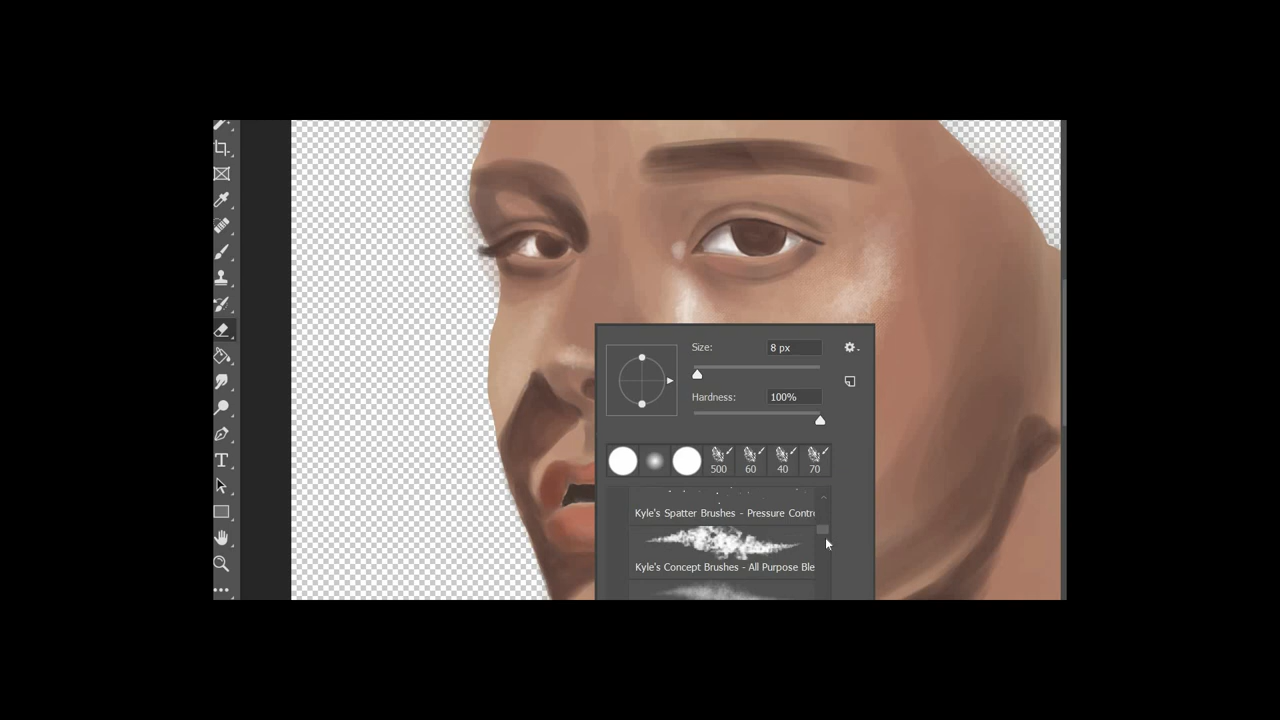 Size:
8 px
Hardness:
100%
500
60
40
70
Kyle's Spatter Brushes - Pressure Contro
Kyle's Concept Brushes - All Purpose Ble